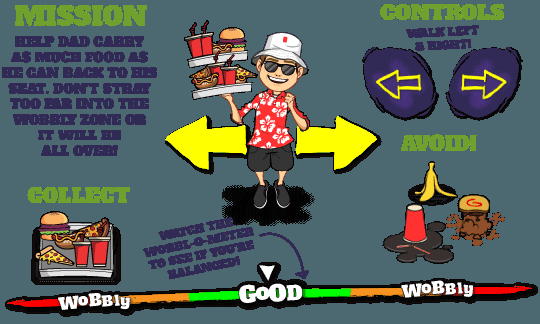 MISSION
HELP DAD CARRY
AS MUCH FOOD AS
HE CAN BACK TO HIS
SEAT. DON'T STRAY
TOO FAR INTO THE
WOBBLY ZONE OR
IT WILL BE
ALL OVER!
CONTROLS
WALK LEFT
& RIGHT!
AVOID!
COLLECT
WATCH THE
WOBBL-O-METER
TO SEE IF YOU'RE
BALANCED!
WOBBLY
GOOD
WOBBLY